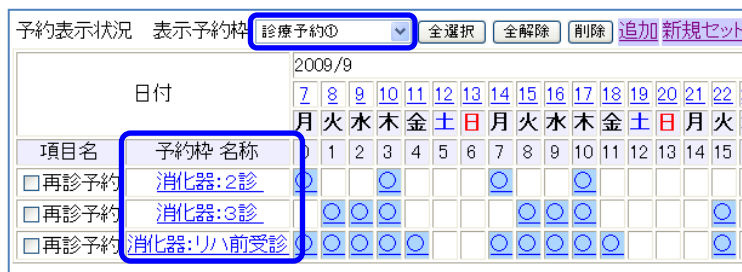 予約表示状況 表示予約枠 診療予約① 全選択 全解除 削除 追加 新規セット
2009/9
日付 7 8 9 10 11 12 13 14 15 16 17 18 19 20 21 22
月 火 水 木 金 土 日 月 火 水 木 金 土 日 月 火
項目名 予約枠 名称 0 1 2 3 4 5 6 7 8 9 10 11 12 13 14 15
□再診予約 消化器:2診 ○ ○ ○ ○
□再診予約 消化器:3診 ○ ○ ○ ○ ○ ○ ○
□再診予約 消化器:リハ前受診 ○ ○ ○ ○ ○ ○ ○ ○ ○ ○ ○